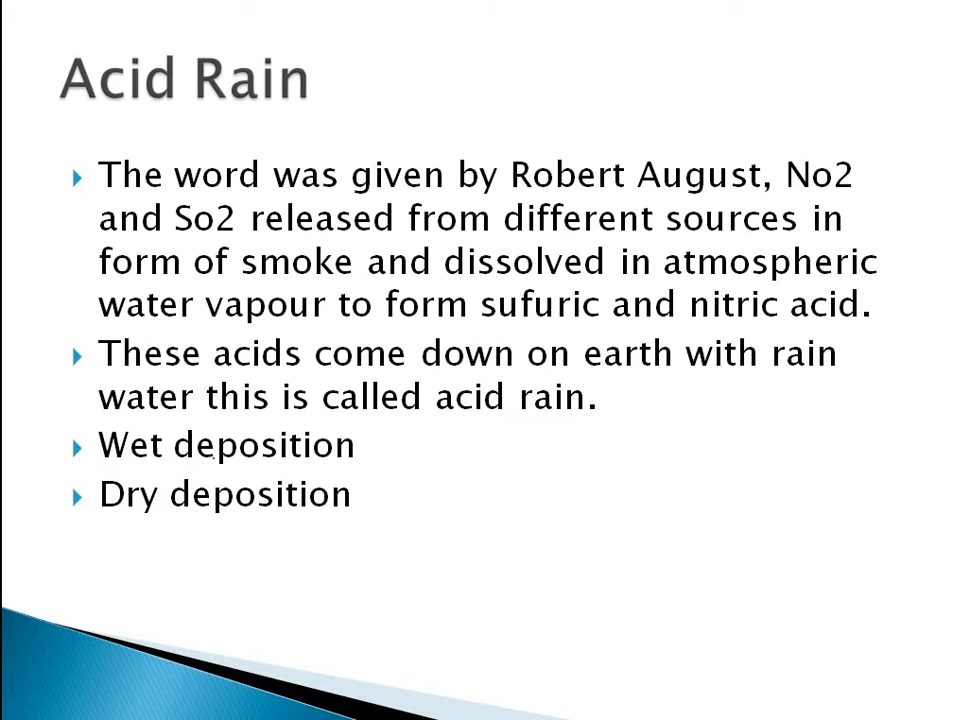 Acid Rain
The word was given by Robert August, No2
and So2 released from different sources in
form of smoke and dissolved in atmospheric
water vapour to form sufuric and nitric acid.
These acids come down on earth with rain
water this is called acid rain.
Wet deposition
Dry deposition